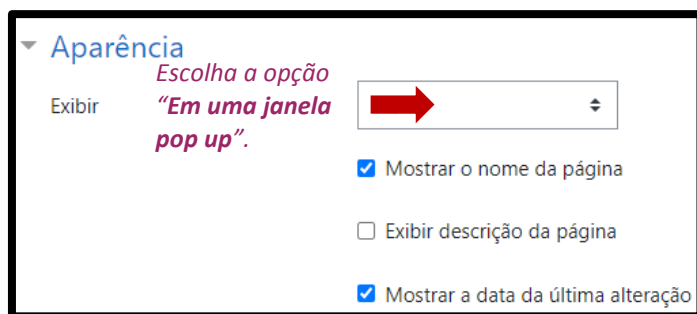 Aparência
Escolha a opção
Exibir
“Em uma janela
pop up”.
Mostrar o nome da página
Exibir descrição da página
Mostrar a data da última alteração